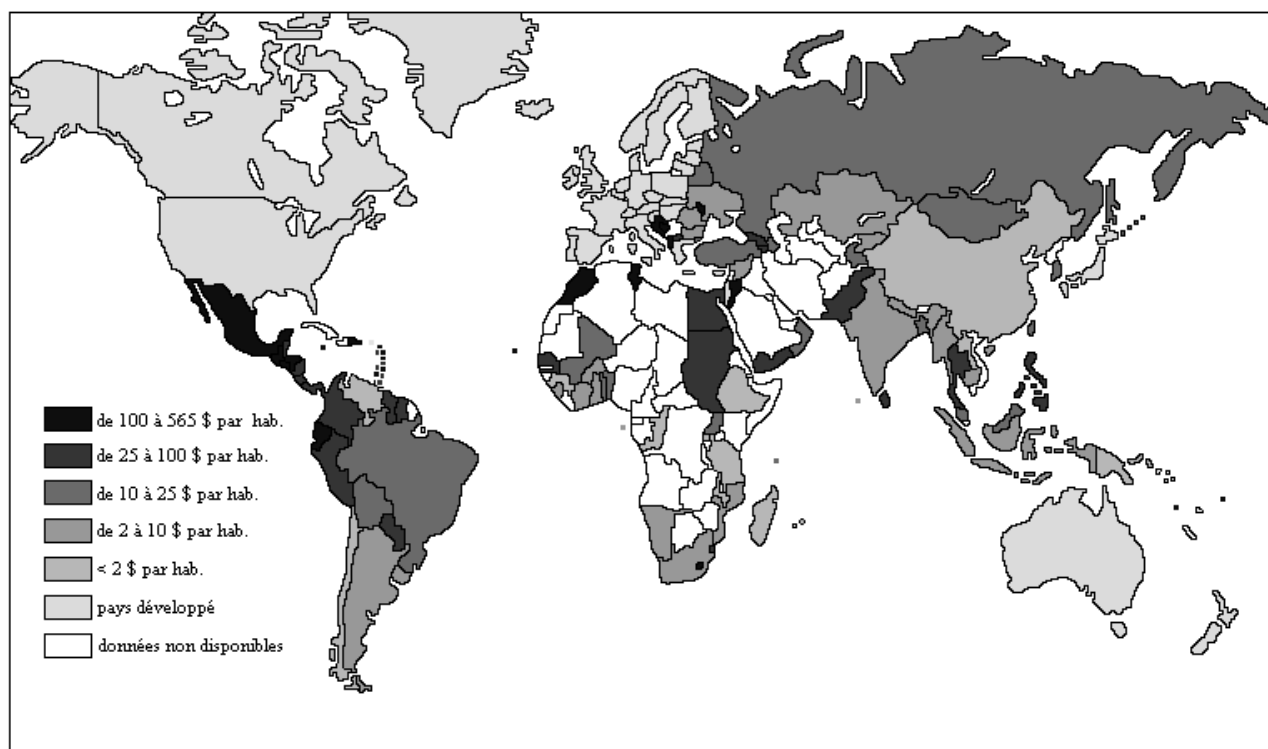 de 100 à 565 $ par hab.
de 25 à 100 $ par hab.
de 10 à 25 $ par hab.
de 2 à 10 $ par hab.
< 2 $ par hab.
pays développé
données non disponibles